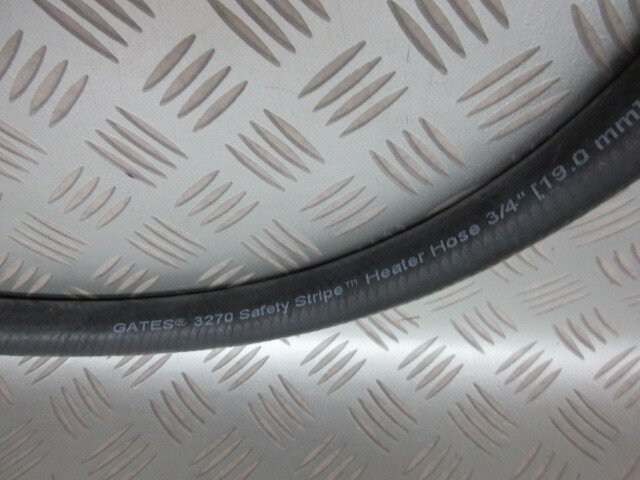 GATES® 3270 Safety Stripe™ Heater Hose 3/4" [19.0 mm]